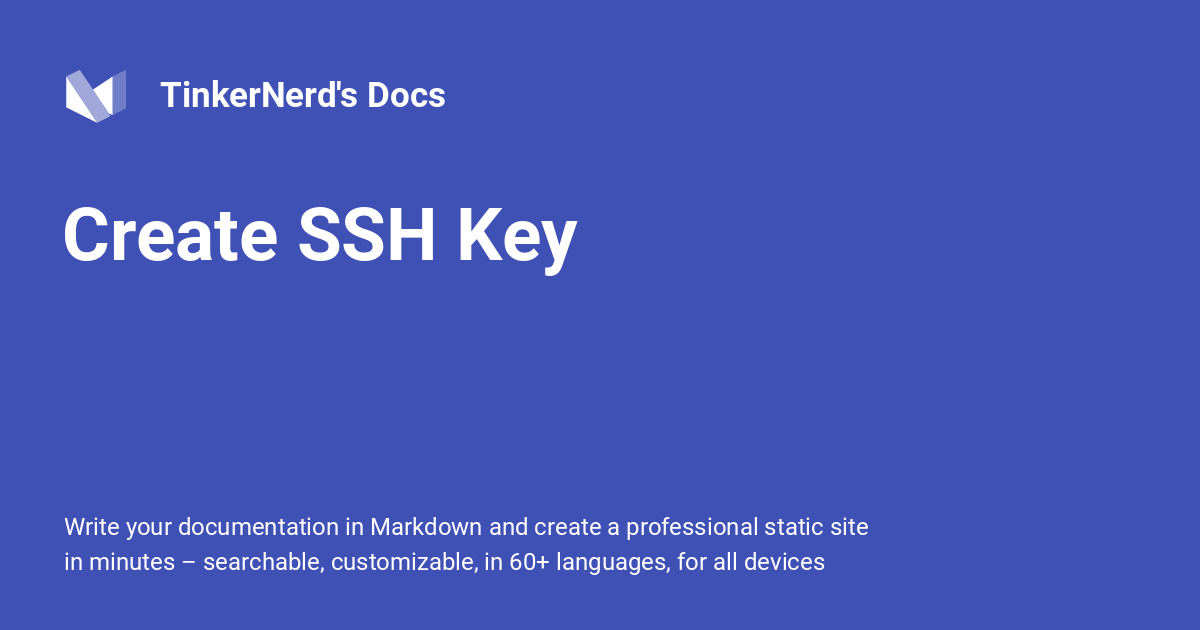 TinkerNerd's Docs
Create SSH Key
Write your documentation in Markdown and create a professional static site
in minutes – searchable, customizable, in 60+ languages, for all devices